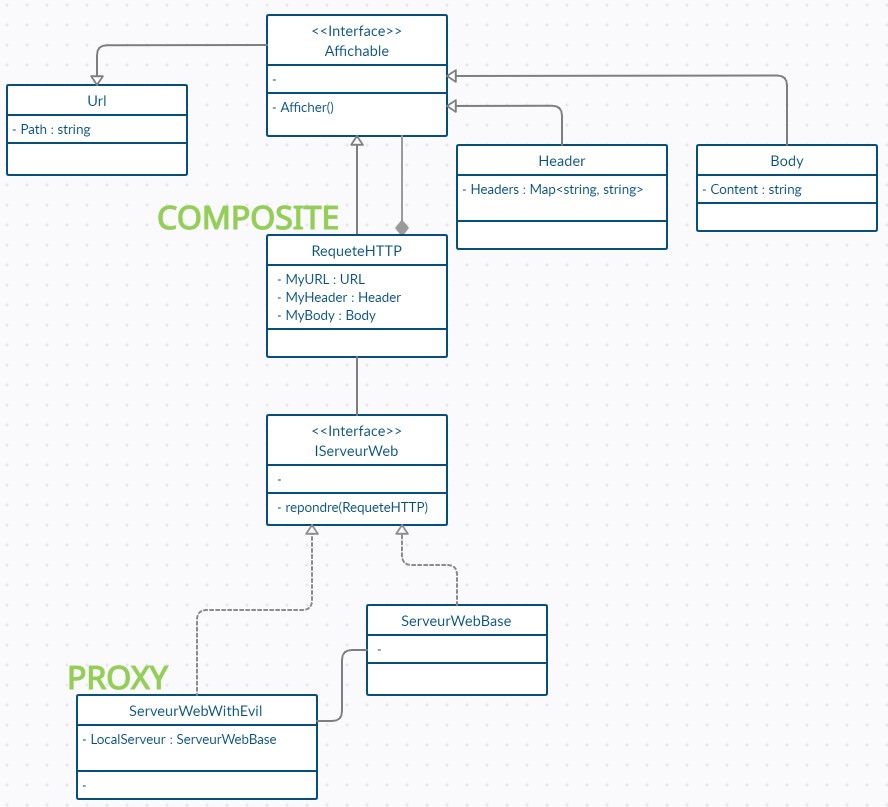 <<Interface>>
Affichable
-
- Afficher()
Url
- Path : string
Header
- Headers : Map<string, string>
Body
- Content : string
COMPOSITE
RequeteHTTP
- MyURL : URL
- MyHeader : Header
- MyBody : Body
<<Interface>>
IServeurWeb
-
- repondre(RequeteHTTP)
ServeurWebBase
-
PROXY
ServeurWebWithEvil
- LocalServeur : ServeurWebBase
-